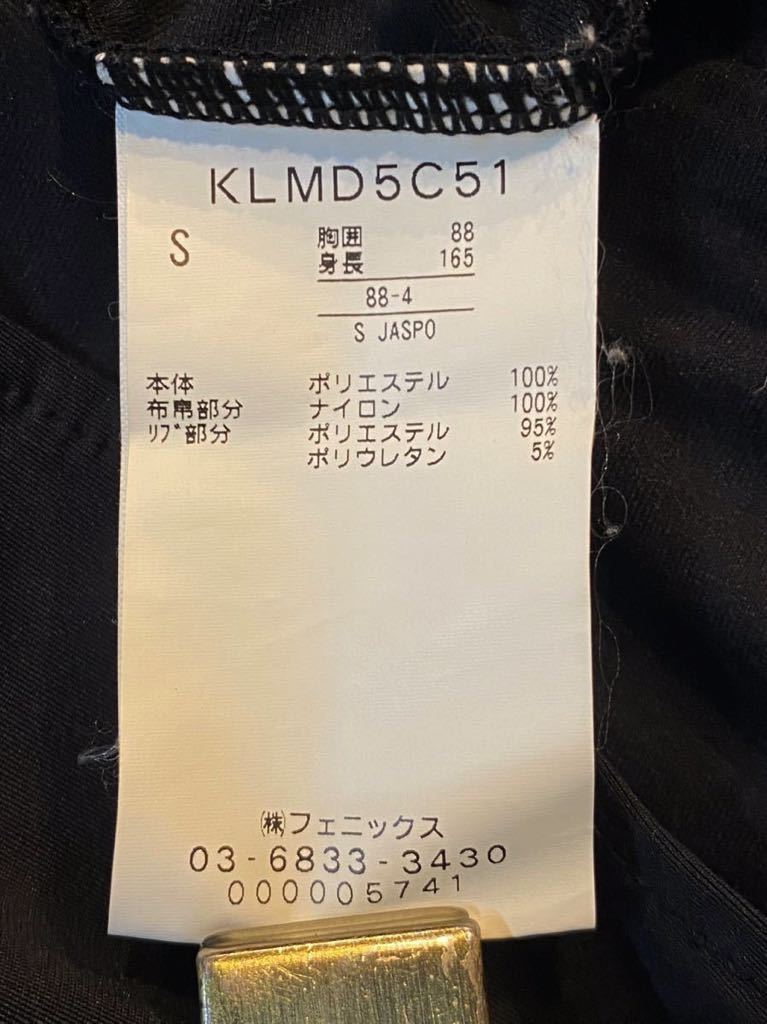 KLMD5C51
S 胸囲 88
身長 165
88-4
S JASPO
本体 ポリエステル 100%
布帛部分 ナイロン 100%
ﾘﾌﾞ部分 ポリエステル 95%
ポリウレタン 5%
㈱フェニックス
03-6833-3430
000005741